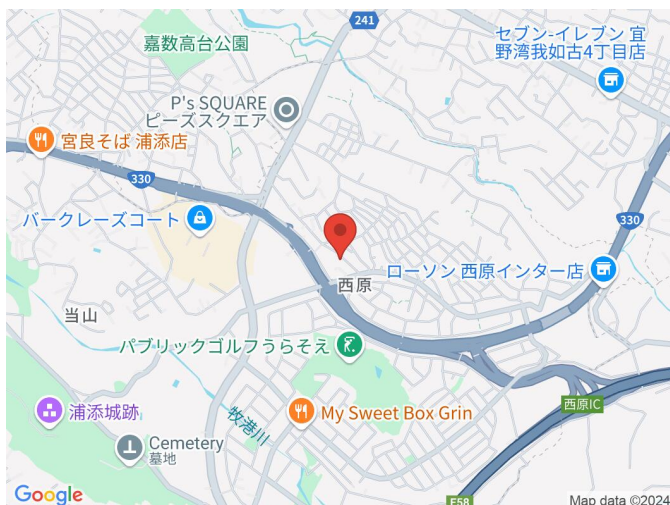 241
嘉数高台公園
セブン-イレブン 宜
野湾我如古4丁目店
P's SQUARE
ピーズスクエア
宮良そば 浦添店
330
バークレーズコート
330
ローソン 西原インター店
西原
当山
パブリックゴルフうらそえ
浦添城跡
My Sweet Box Grin
西原IC
牧港川
Cemetery
墓地
Google
E58
Map data ©2024